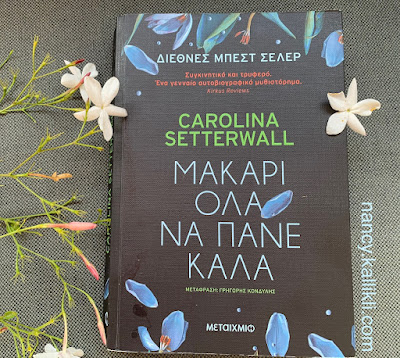 ΔΙΕΘΝΕΣ ΜΠΕΣΤ ΣΕΛΕΡ
Συγκινητικό και τρυφερό.
Ένα γενναίο αυτοβιογραφικό μυθιστόρημα.
Kirkus Reviews
CAROLINA
SETTERWALL
ΜΑΚΑΡΙ
ΟΛΑ
ΝΑ ΠΑΝΕ
ΚΑΛΑ
ΜΕΤΑΦΡΑΣΗ: ΓΡΗΓΟΡΗΣ ΚΟΝΔΥΛΗΣ
ΜΕΤΑΙΧΜΙΟ
nancy.kallikli.com